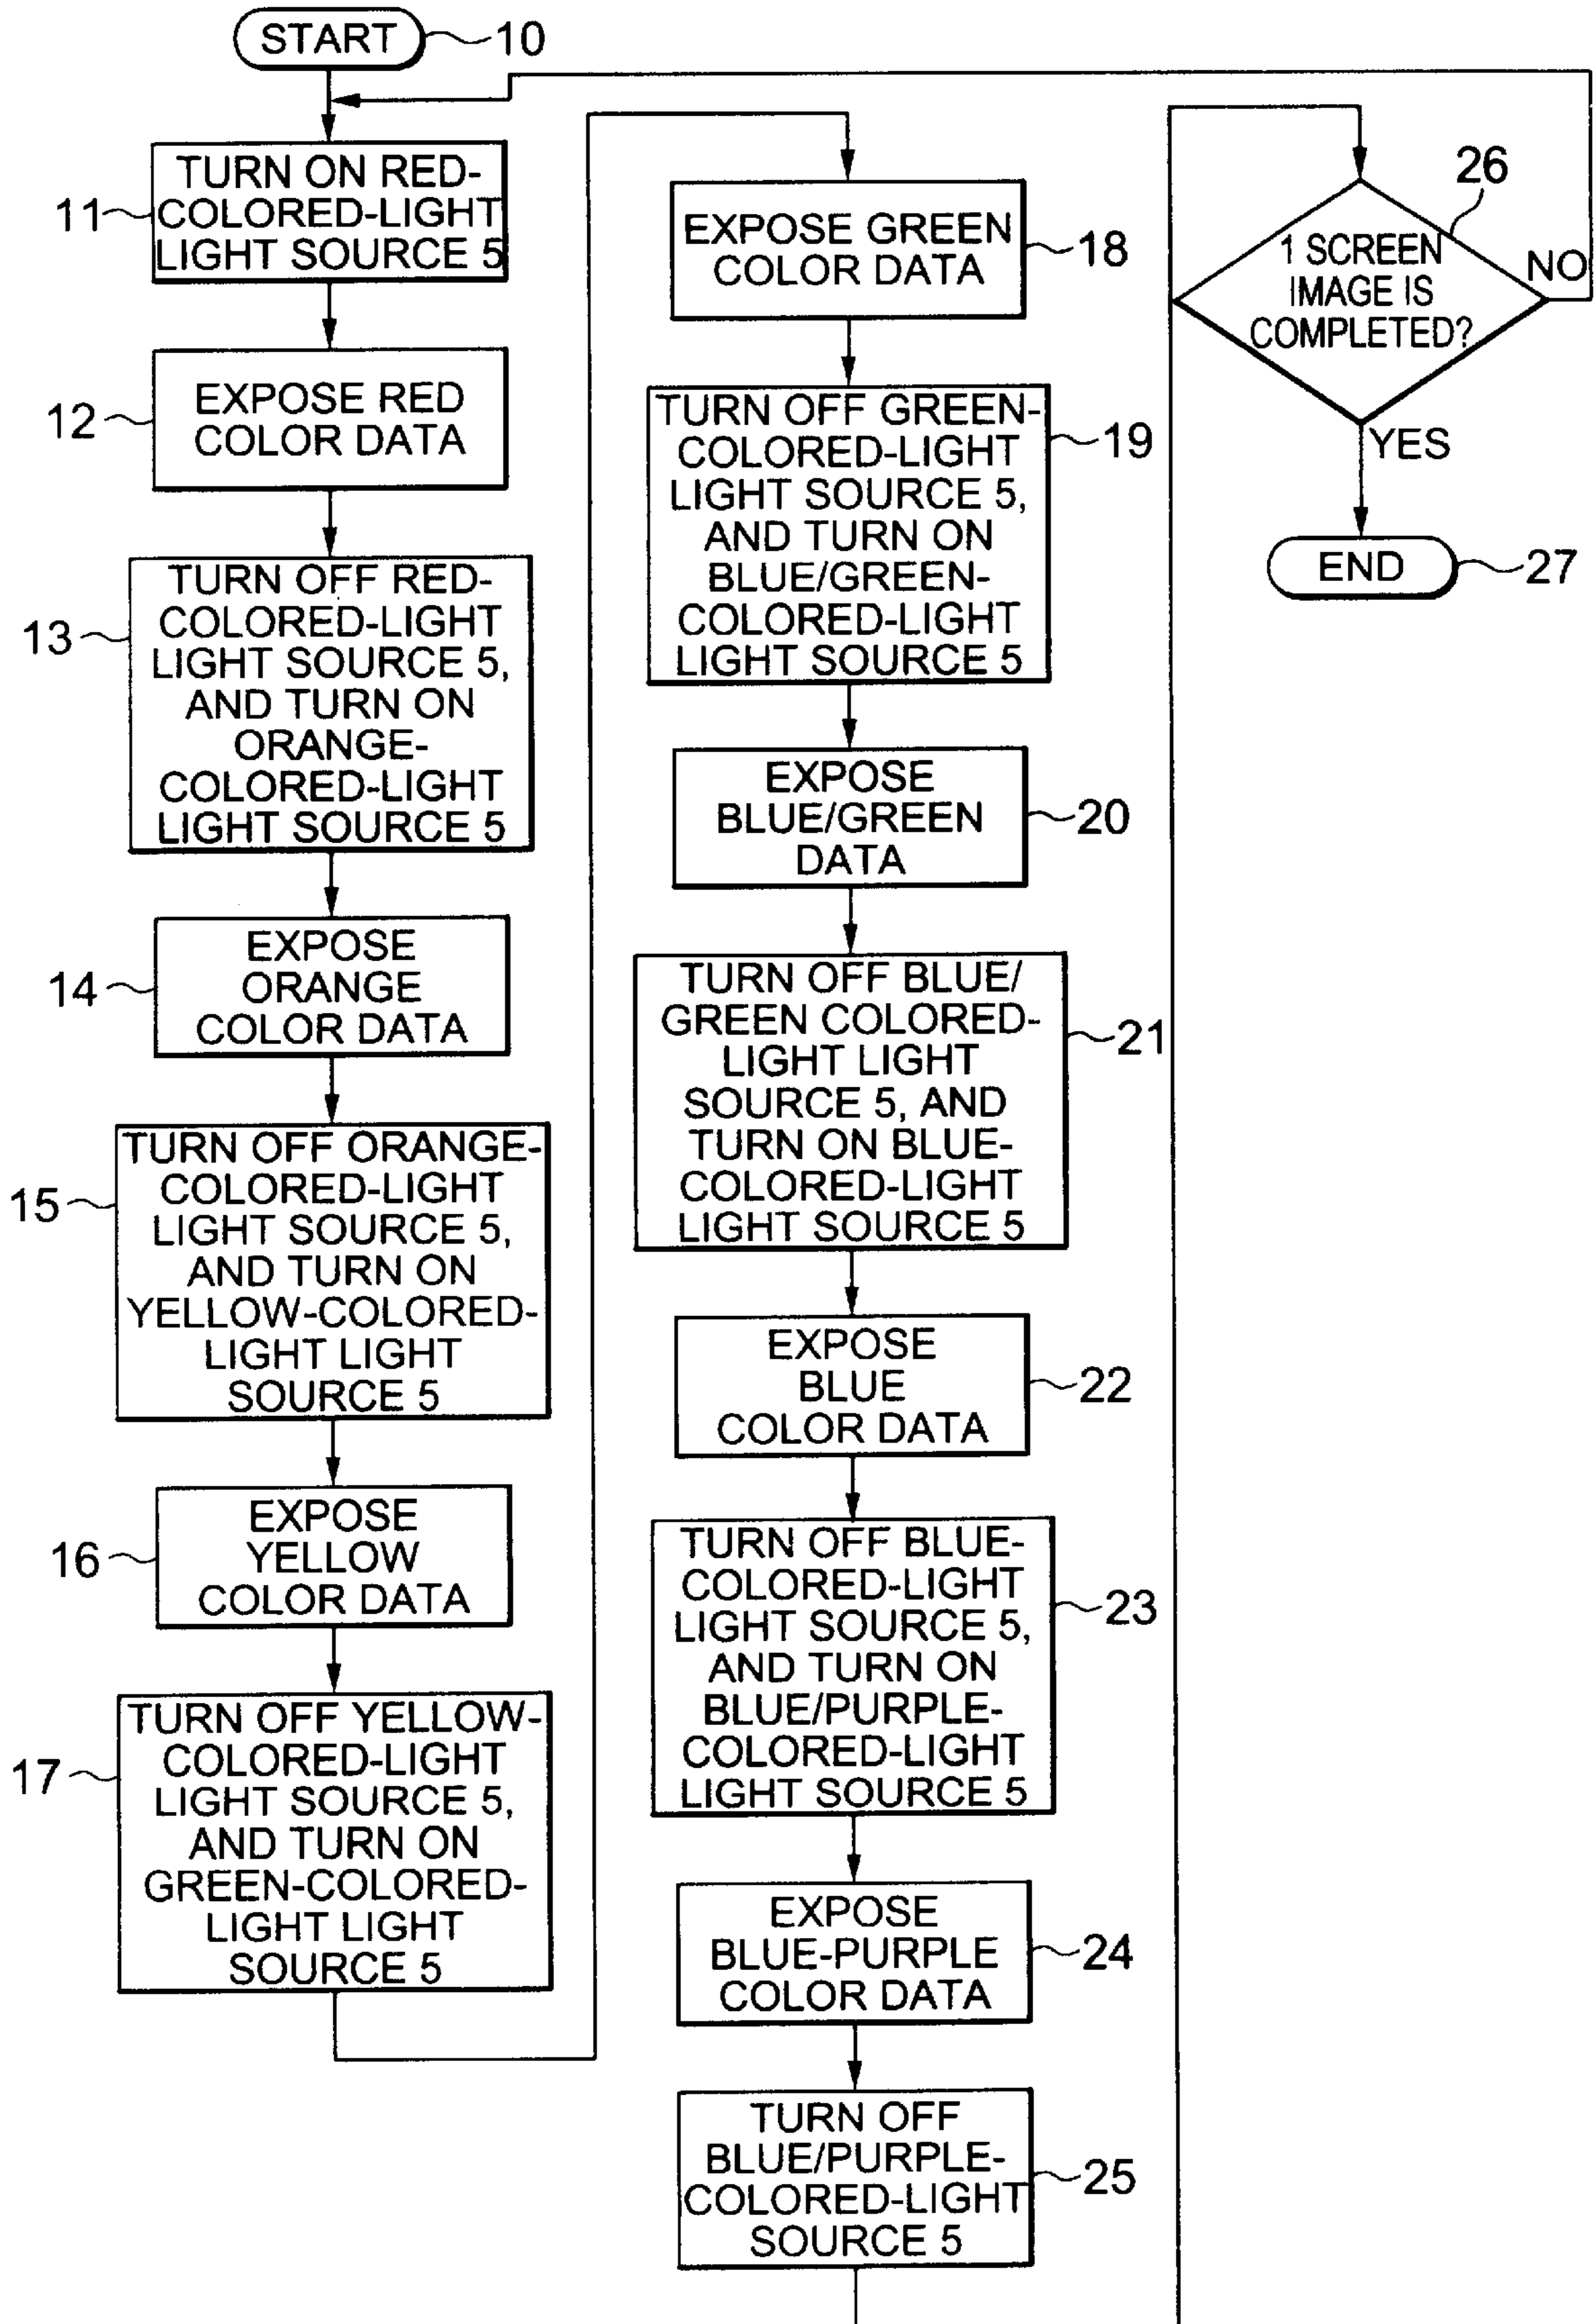 START
10
11
TURN ON RED-
COLORED-LIGHT
LIGHT SOURCE 5
12
EXPOSE RED
COLOR DATA
13
TURN OFF RED-
COLORED-LIGHT
LIGHT SOURCE 5,
AND TURN ON
ORANGE-
COLORED-LIGHT
LIGHT SOURCE 5
14
EXPOSE
ORANGE
COLOR DATA
15
TURN OFF ORANGE-
COLORED-LIGHT
LIGHT SOURCE 5,
AND TURN ON
YELLOW-COLORED-
LIGHT LIGHT
SOURCE 5
16
EXPOSE
YELLOW
COLOR DATA
17
TURN OFF YELLOW-
COLORED-LIGHT
LIGHT SOURCE 5,
AND TURN ON
GREEN-COLORED-
LIGHT LIGHT
SOURCE 5
EXPOSE GREEN
COLOR DATA
18
TURN OFF GREEN-
COLORED-LIGHT
LIGHT SOURCE 5,
AND TURN ON
BLUE/GREEN-
COLORED-LIGHT
LIGHT SOURCE 5
19
EXPOSE
BLUE/GREEN
DATA
20
TURN OFF BLUE/
GREEN COLORED-
LIGHT LIGHT
SOURCE 5, AND
TURN ON BLUE-
COLORED-LIGHT
LIGHT SOURCE 5
21
EXPOSE
BLUE
COLOR DATA
22
TURN OFF BLUE-
COLORED-LIGHT
LIGHT SOURCE 5,
AND TURN ON
BLUE/PURPLE-
COLORED-LIGHT
LIGHT SOURCE 5
23
EXPOSE
BLUE-PURPLE
COLOR DATA
24
TURN OFF
BLUE/PURPLE-
COLORED-LIGHT
SOURCE 5
25
26
1 SCREEN
IMAGE IS
COMPLETED?
NO
YES
END
27